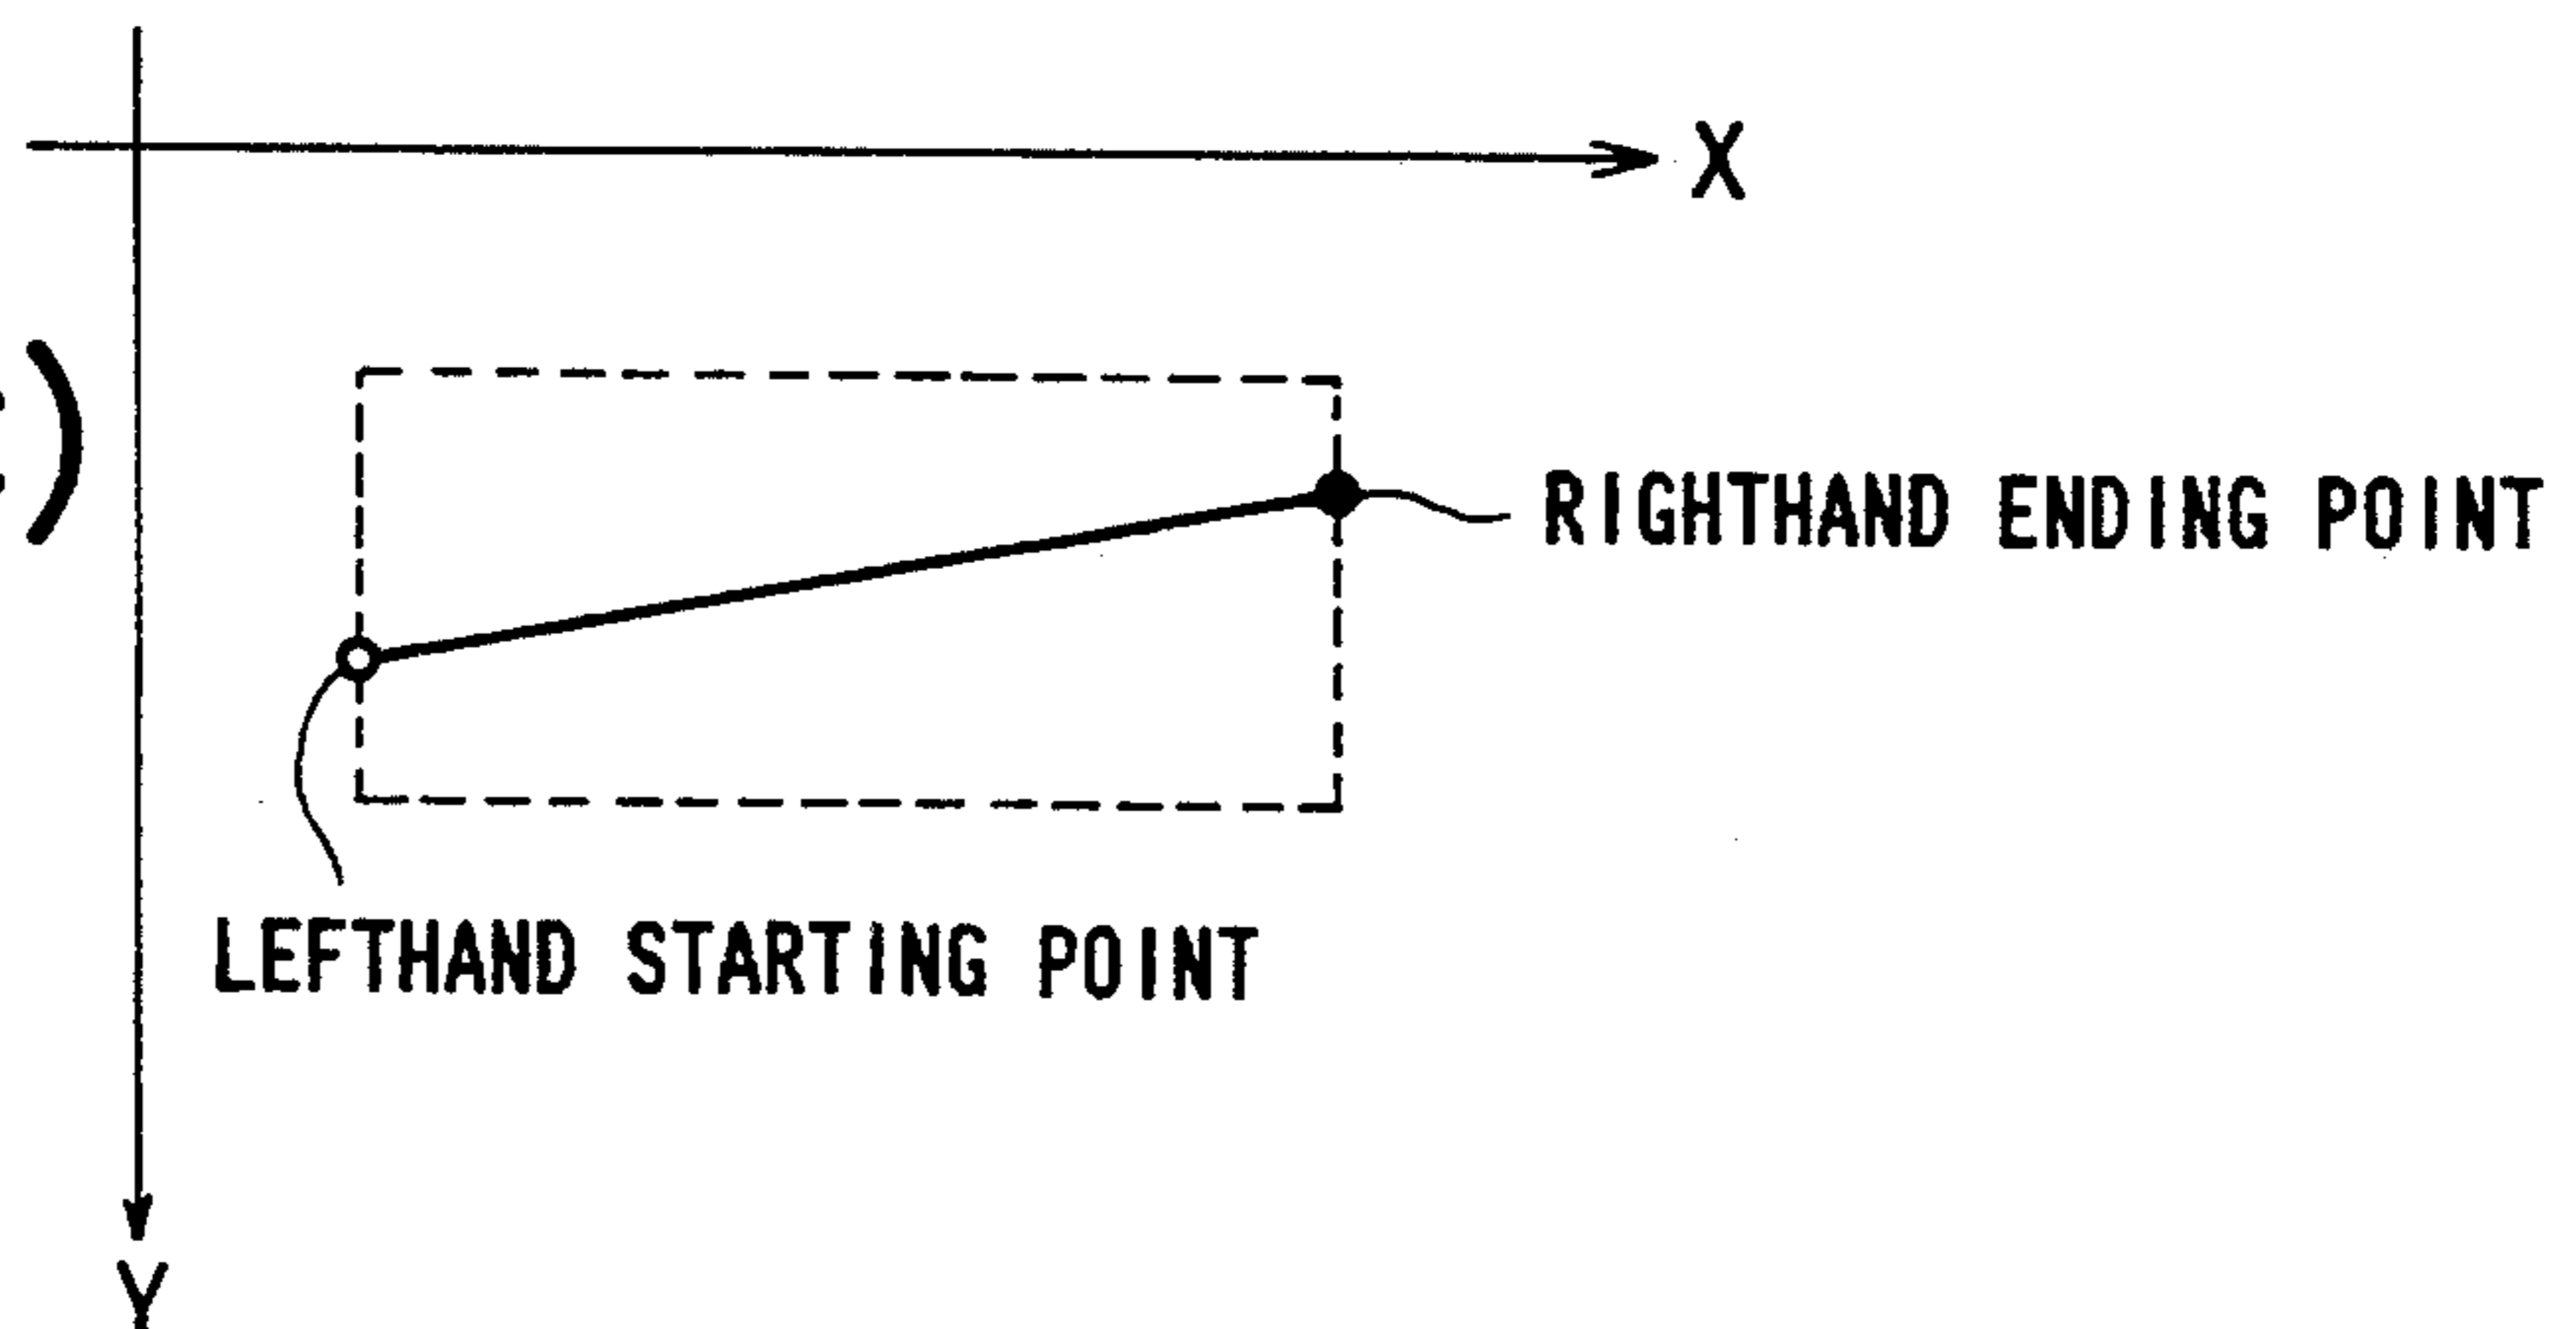 X
)
RIGHTHAND ENDING POINT
LEFTHAND STARTING POINT
Y